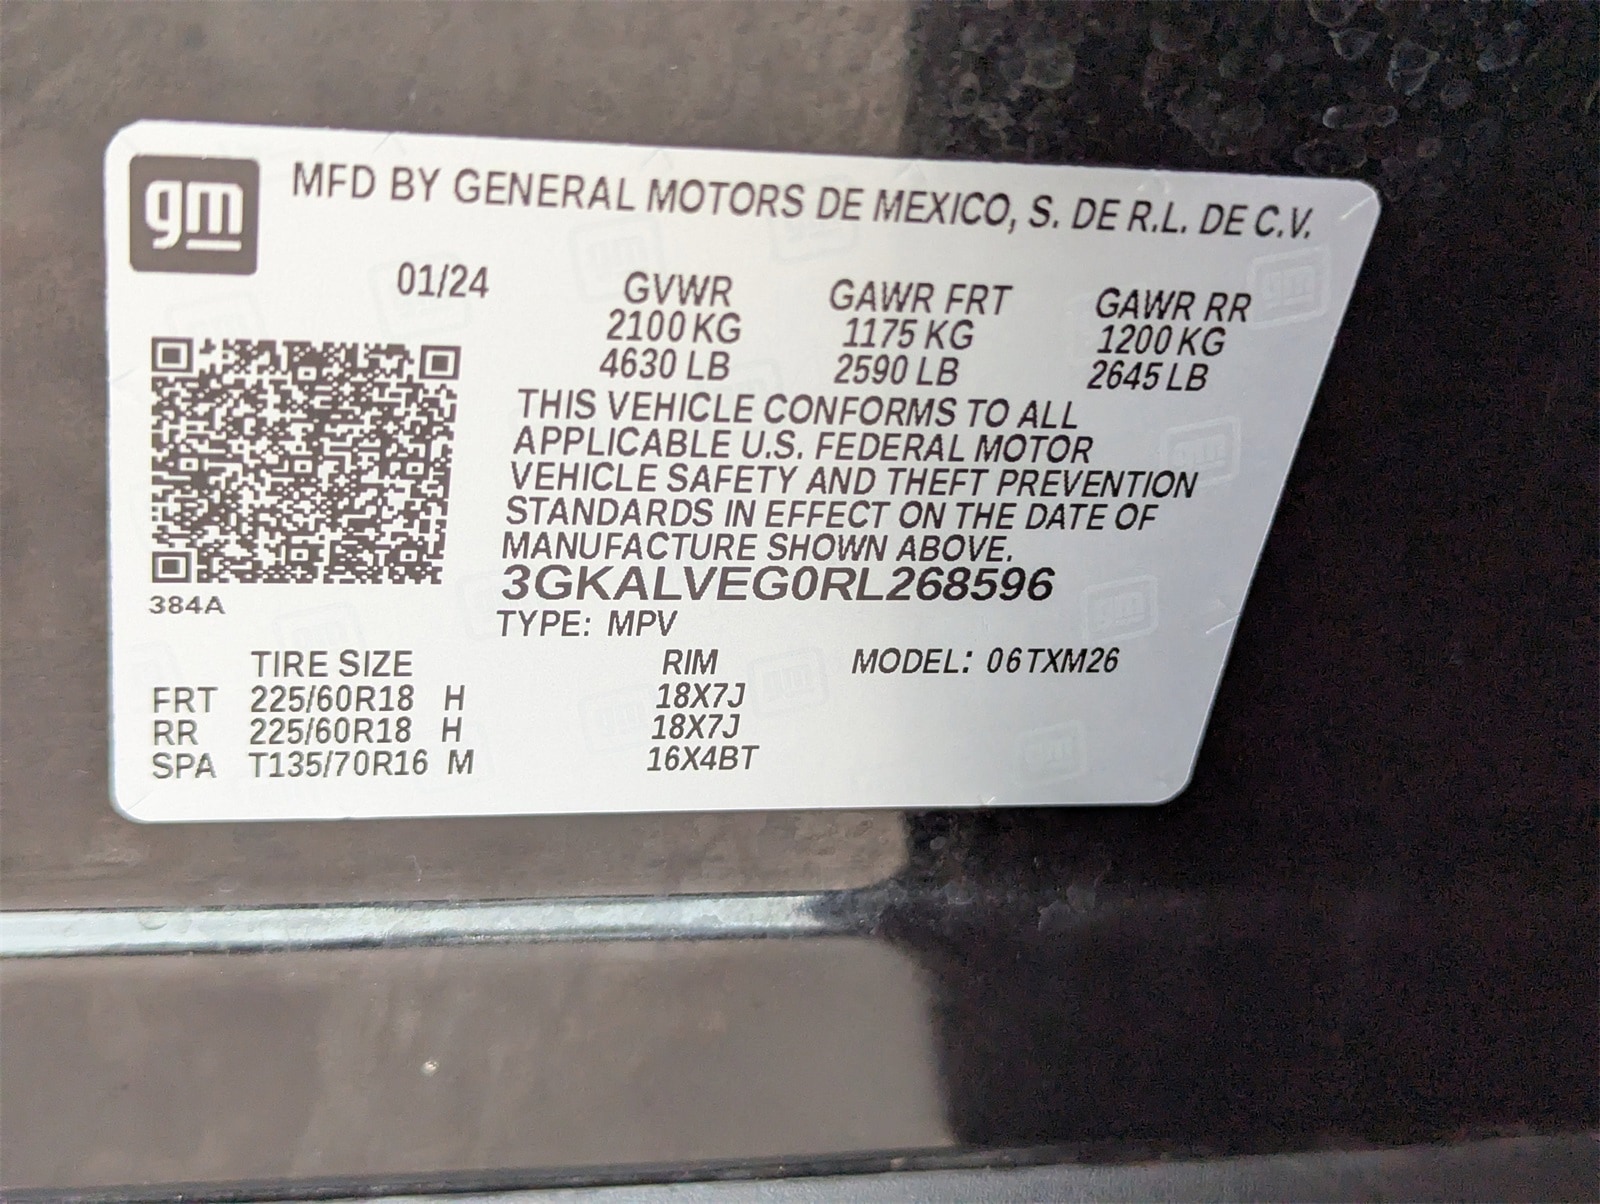 gm MFD BY GENERAL MOTORS DE MEXICO, S. DE R.L. DE C.V.
01/24 GVWR GAWR FRT GAWR RR
2100 KG 1175 KG 1200 KG
4630 LB 2590 LB 2645 LB
THIS VEHICLE CONFORMS TO ALL
APPLICABLE U.S. FEDERAL MOTOR
VEHICLE SAFETY AND THEFT PREVENTION
STANDARDS IN EFFECT ON THE DATE OF
MANUFACTURE SHOWN ABOVE.
3GKALVEG0RL268596
384A
TYPE: MPV
TIRE SIZE RIM MODEL: 06TXM26
FRT 225/60R18 H 18X7J
RR 225/60R18 H 18X7J
SPA T135/70R16 M 16X4BT